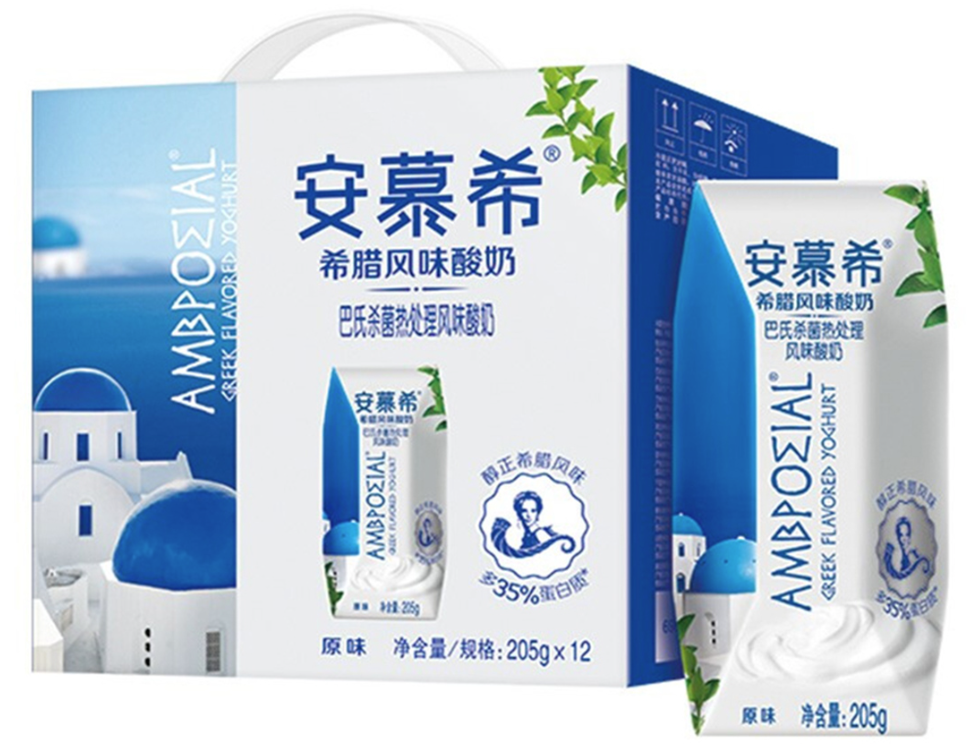 安慕希®
希腊风味酸奶
巴氏杀菌热处理风味酸奶
AMBPOΣIAL®
GREEK FLAVORED YOGHURT
安慕希®
希腊风味酸奶
巴氏杀菌热处理
风味酸奶
AMBPOΣIAL®
GREEK FLAVORED YOGHURT
原味 净含量: 205g
醇正希腊风味
多35%蛋白质*
原味 净含量/规格: 205g x 12
安慕希®
希腊风味酸奶
巴氏杀菌热处理
风味酸奶
AMBPOΣIAL®
GREEK FLAVORED YOGHURT
醇正希腊风味
多35%蛋白质*
原味 净含量: 205g